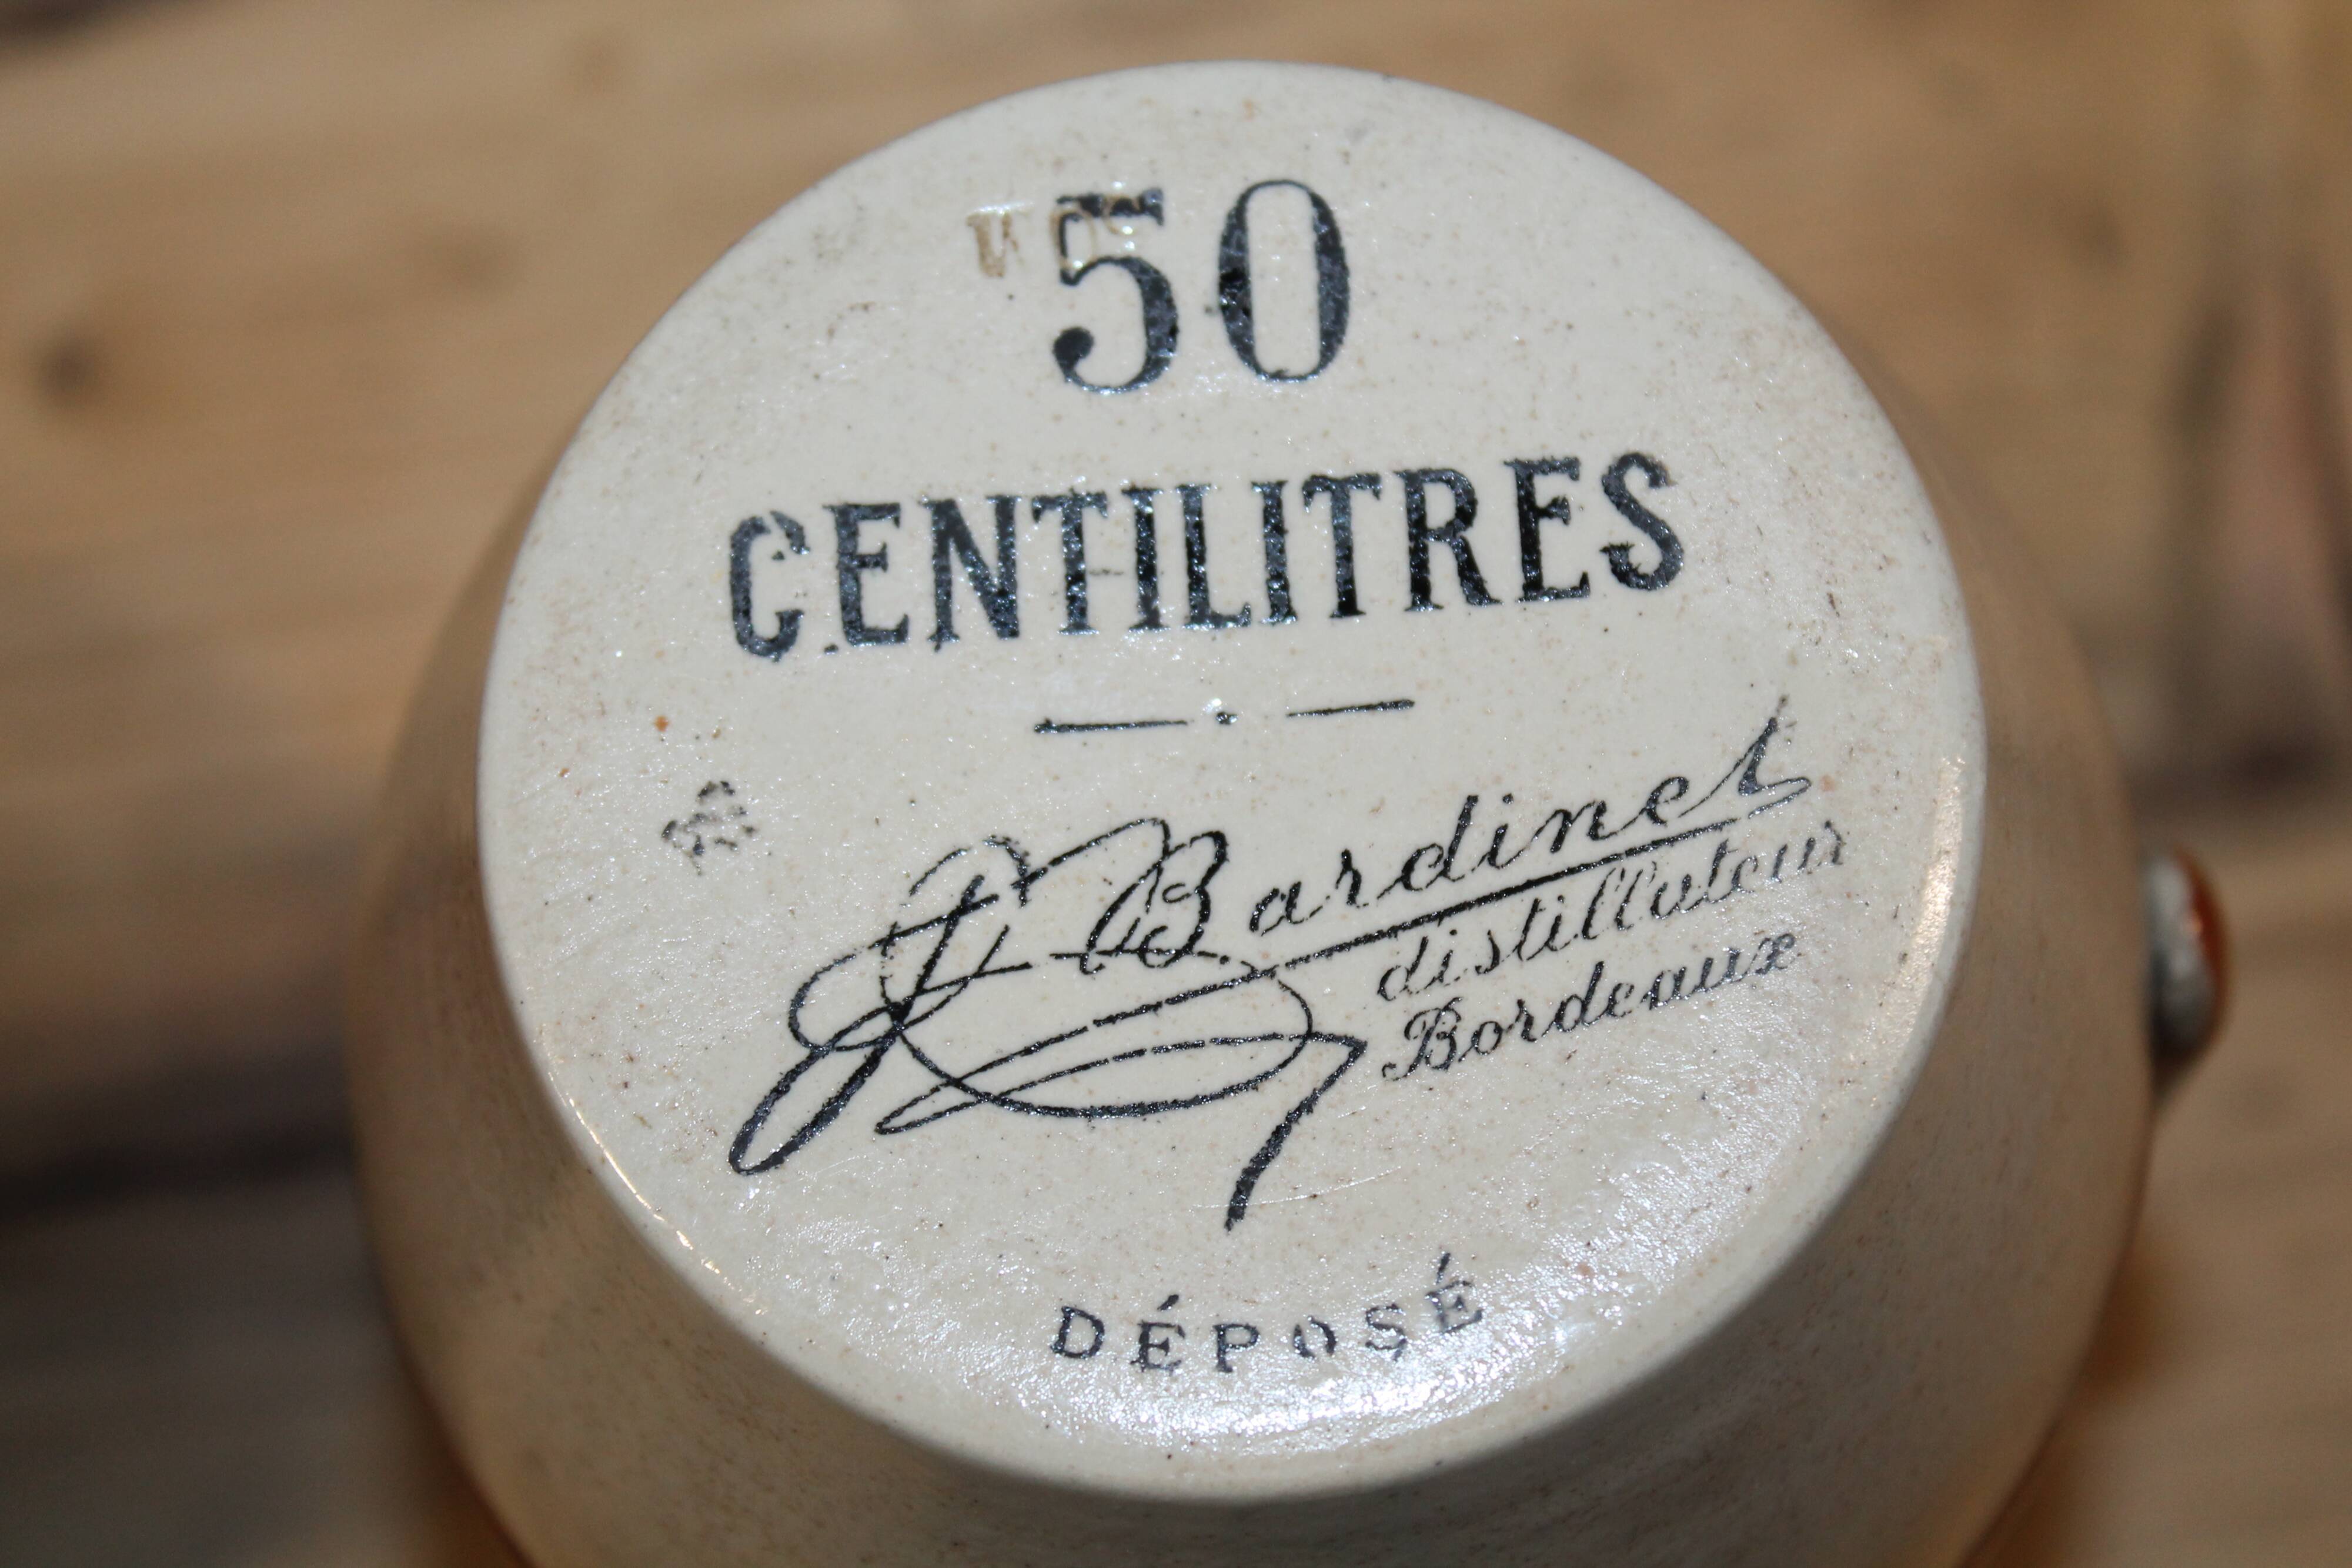 50
CENTILITRES
J. Bardinet
distillateur
Bordeaux
DÉPOSÉ